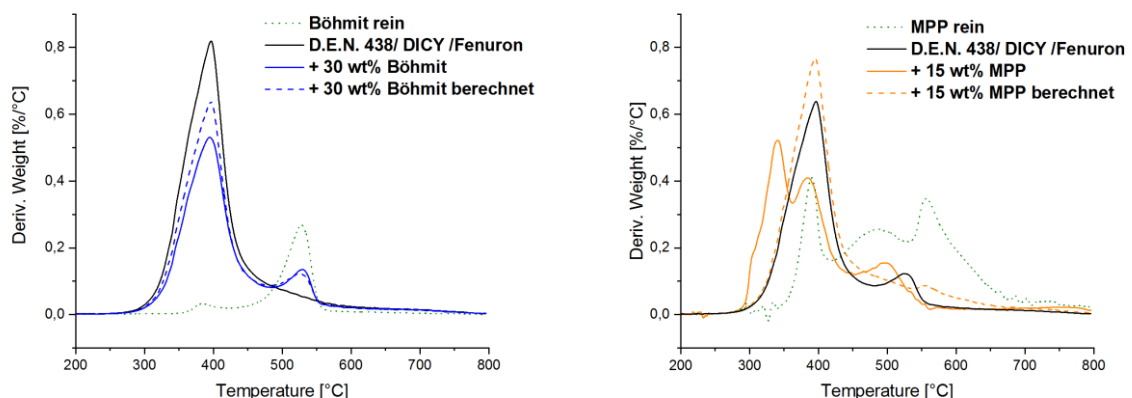 Böhmit rein
D.E.N. 438/ DICY /Fenuron
+ 30 wt% Böhmit
+ 30 wt% Böhmit berechnet
Deriv. Weight [%/°C]
0,8
0,6
0,4
0,2
0,0
200 300 400 500 600 700 800
Temperature [°C]
MPP rein
D.E.N. 438/ DICY /Fenuron
+ 15 wt% MPP
+ 15 wt% MPP berechnet
Deriv. Weight [%/°C]
0,8
0,6
0,4
0,2
0,0
200 300 400 500 600 700 800
Temperature [°C]